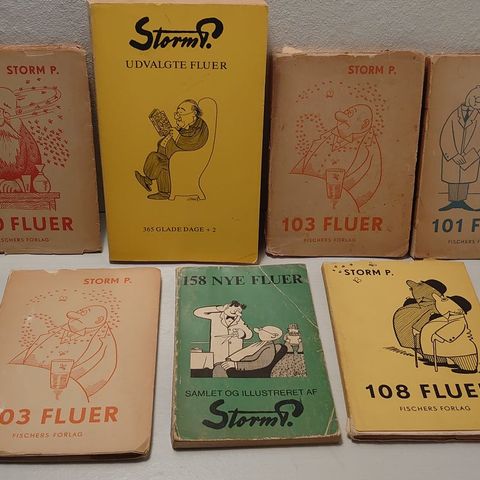 STORM P.
0 FLUER
FISCHERS FORLAG
Storm P.
UDVALGTE FLUER
365 GLADE DAGE + 2
STORM P.
103 FLUER
FISCHERS FORLAG
101 F
FISCHERS
STORM P.
03 FLUER
FISCHERS FORLAG
158 NYE FLUER
SAMLET OG ILLUSTRERET AF
Storm P.
STORM P.
108 FLUE
FISCHERS FORLAG